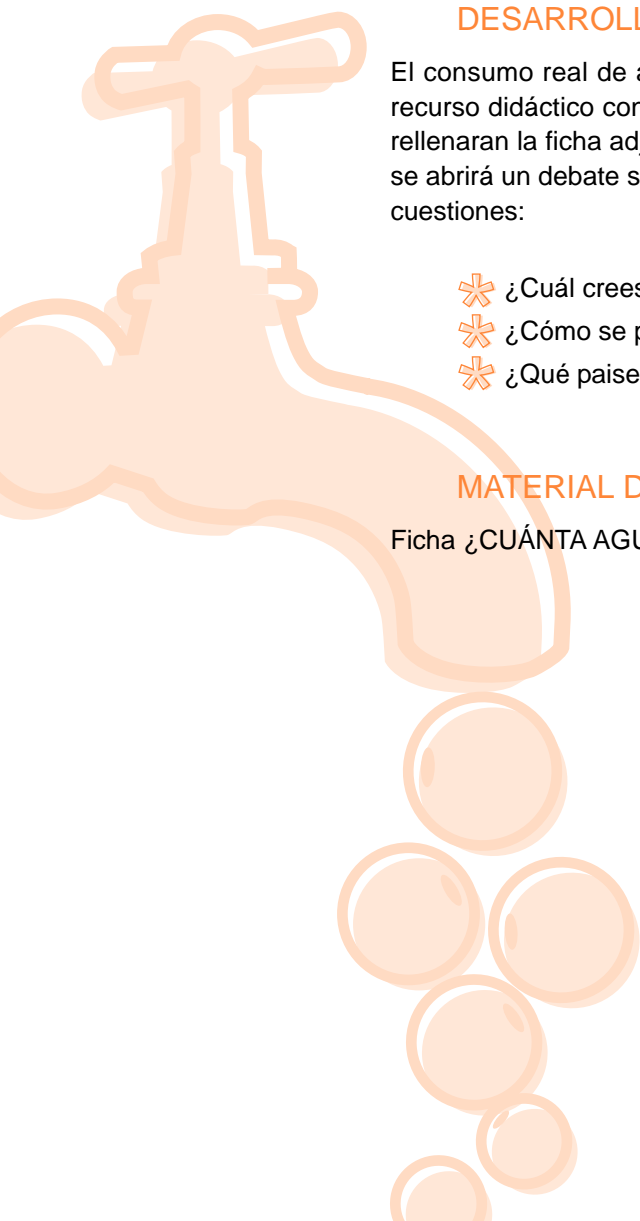 DESARROLL
El consumo real de a
recurso didáctico con
rellenaran la ficha adj
se abrirá un debate s
cuestiones:
¿Cuál crees
¿Cómo se p
¿Qué paise
MATERIAL D
Ficha ¿CUÁNTA AGU